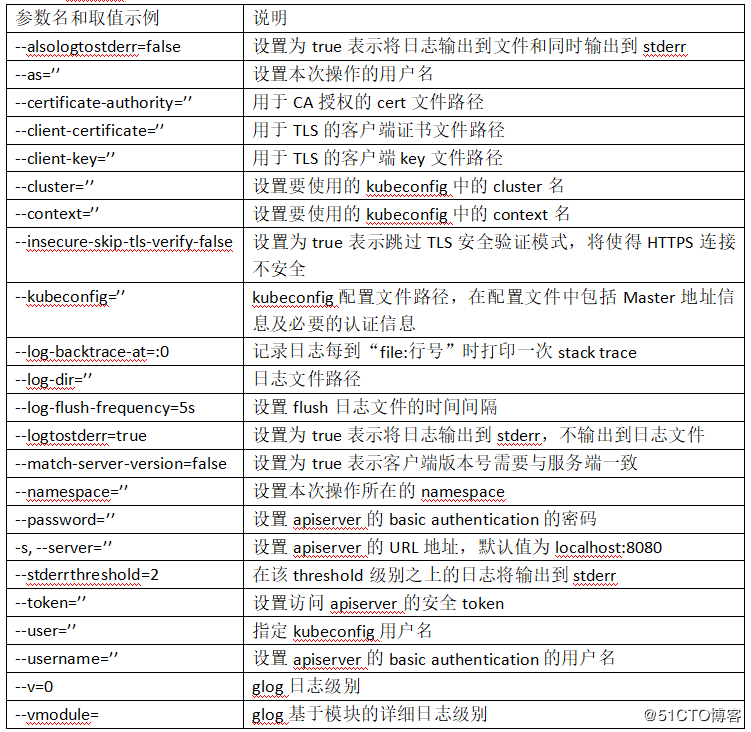 参数名和取值示例 说明
--alsologtostderr=false 设置为 true 表示将日志输出到文件和同时输出到 stderr
--as=’’ 设置本次操作的用户名
--certificate-authority=’’ 用于 CA 授权的 cert 文件路径
--client-certificate=’’ 用于 TLS 的客户端证书文件路径
--client-key=’’ 用于 TLS 的客户端 key 文件路径
--cluster=’’ 设置要使用的 kubeconfig 中的 cluster 名
--context=’’ 设置要使用的 kubeconfig 中的 context 名
--insecure-skip-tls-verify-false 设置为 true 表示跳过 TLS 安全验证模式，将使得 HTTPS 连接
不安全
--kubeconfig=’’ kubeconfig 配置文件路径，在配置文件中包括 Master 地址信
息及必要的认证信息
--log-backtrace-at=:0 记录日志每到“file:行号”时打印一次 stack trace
--log-dir=’’ 日志文件路径
--log-flush-frequency=5s 设置 flush 日志文件的时间间隔
--logtostderr=true 设置为 true 表示将日志输出到 stderr，不输出到日志文件
--match-server-version=false 设置为 true 表示客户端版本号需要与服务端一致
--namespace=’’ 设置本次操作所在的 namespace
--password=’’ 设置 apiserver 的 basic authentication 的密码
-s, --server=’’ 设置 apiserver 的 URL 地址，默认值为 localhost:8080
--stderrthreshold=2 在该 threshold 级别之上的日志将输出到 stderr
--token=’’ 设置访问 apiserver 的安全 token
--user=’’ 指定 kubeconfig 用户名
--username=’’ 设置 apiserver 的 basic authentication 的用户名
--v=0 glog 日志级别
--vmodule= glog 基于模块的详细日志级别
@51CTO博客